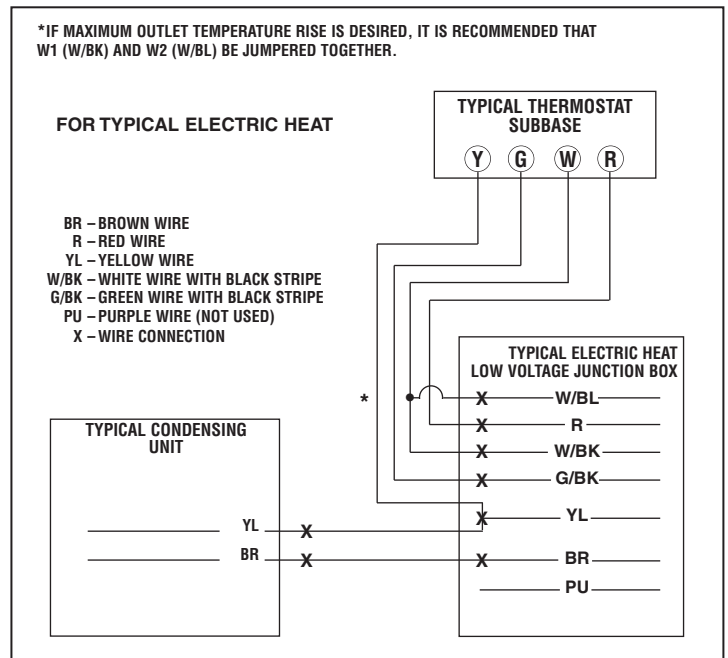 *IF MAXIMUM OUTLET TEMPERATURE RISE IS DESIRED, IT IS RECOMMENDED THAT
W1 (W/BK) AND W2 (W/BL) BE JUMPERED TOGETHER.
FOR TYPICAL ELECTRIC HEAT
TYPICAL THERMOSTAT
SUBBASE
Y G W R
BR – BROWN WIRE
R – RED WIRE
YL – YELLOW WIRE
W/BK – WHITE WIRE WITH BLACK STRIPE
G/BK – GREEN WIRE WITH BLACK STRIPE
PU – PURPLE WIRE (NOT USED)
X – WIRE CONNECTION
TYPICAL ELECTRIC HEAT
LOW VOLTAGE JUNCTION BOX
* X W/BL
X R
X W/BK
X G/BK
X YL
X BR
PU
TYPICAL CONDENSING
UNIT
YL X
BR X